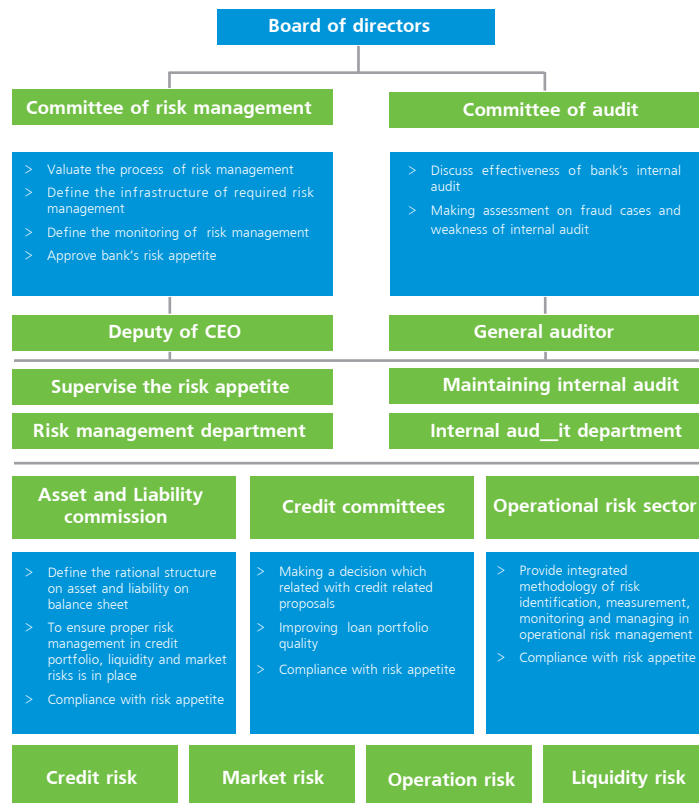 Board of directors
Committee of risk management
Committee of audit
> Valuate the process of risk management
> Define the infrastructure of required risk
management
> Define the monitoring of risk management
> Approve bank's risk appetite
> Discuss effectiveness of bank's internal
audit
> Making assessment on fraud cases and
weakness of internal audit
Deputy of CEO
General auditor
Supervise the risk appetite
Maintaining internal audit
Risk management department
Internal aud__it department
Asset and Liability
commission
Credit committees
Operational risk sector
> Define the rational structure
on asset and liability on
balance sheet
> To ensure proper risk
management in credit
portfolio, liquidity and market
risks is in place
> Compliance with risk appetite
> Making a decision which
related with credit related
proposals
> Improving loan portfolio
quality
> Compliance with risk appetite
> Provide integrated
methodology of risk
identification, measurement,
monitoring and managing in
operational risk management
> Compliance with risk appetite
Credit risk
Market risk
Operation risk
Liquidity risk